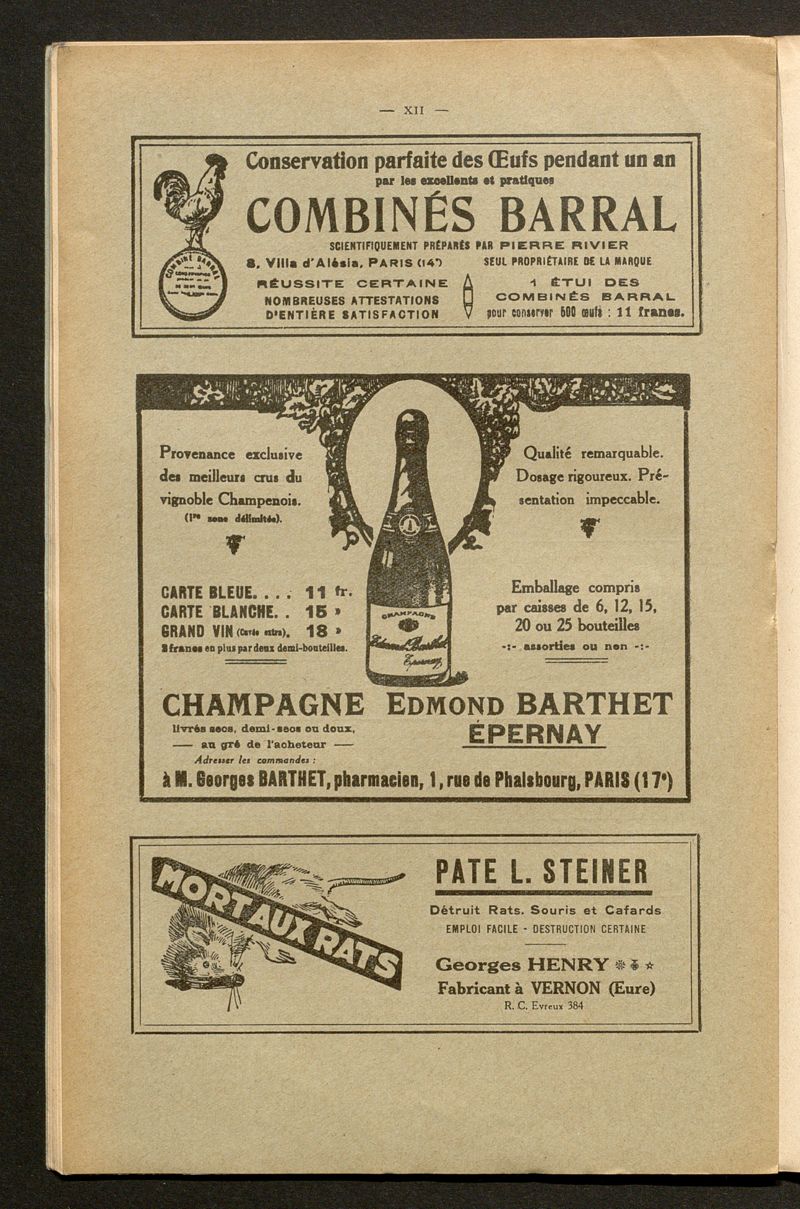 — XII —
Conservation parfaite des Œufs pendant un an
par les excellents et pratiques
COMBINÉS BARRAL
SCIENTIFIQUEMENT PRÉPARÉS PAR PIERRE RIVIER
8, Villa d'Alésia, PARIS (14ᵉ)
SEUL PROPRIÉTAIRE DE LA MARQUE
RÉUSSITE CERTAINE
NOMBREUSES ATTESTATIONS
D'ENTIÈRE SATISFACTION
1 ÉTUI DES
COMBINÉS BARRAL
pour conserver 500 œufs : 11 francs.
COMBINÉ BARRAL
Provenance exclusive
des meilleurs crus du
vignoble Champenois.
(1ʳᵉ zone délimitée).
Qualité remarquable.
Dosage rigoureux. Pré-
sentation impeccable.
CARTE BLEUE. . . . 11 fr.
CARTE BLANCHE. . 15 »
GRAND VIN (Cuvée extra). 18 »
2 francs en plus par deux demi-bouteilles.
Emballage compris
par caisses de 6, 12, 15,
20 ou 25 bouteilles
-:- assorties ou non -:-
CHAMPAGNE
Edmond Barthet
Epernay
CHAMPAGNE EDMOND BARTHET
livrés secs, demi-secs ou doux,
— au gré de l'acheteur —
ÉPERNAY
Adresser les commandes :
à M. Georges BARTHET, pharmacien, 1, rue de Phalsbourg, PARIS (17ᵉ)
MORT AUX RATS
PATE L. STEINER
Détruit Rats, Souris et Cafards
EMPLOI FACILE - DESTRUCTION CERTAINE
Georges HENRY
Fabricant à VERNON (Eure)
R. C. Evreux 384